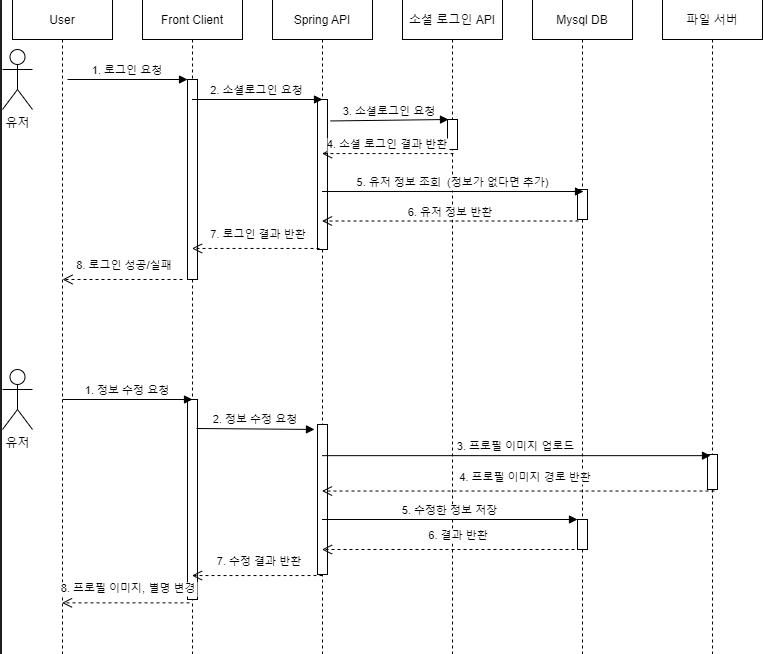 User
Front Client
Spring API
소셜 로그인 API
Mysql DB
파일 서버
유저
1. 로그인 요청
2. 소셜로그인 요청
3. 소셜로그인 요청
4. 소셜 로그인 결과 반환
5. 유저 정보 조회 (정보가 없다면 추가)
6. 유저 정보 반환
7. 로그인 결과 반환
8. 로그인 성공/실패
유저
1. 정보 수정 요청
2. 정보 수정 요청
3. 프로필 이미지 업로드
4. 프로필 이미지 경로 반환
5. 수정한 정보 저장
6. 결과 반환
7. 수정 결과 반환
8. 프로필 이미지, 별명 변경